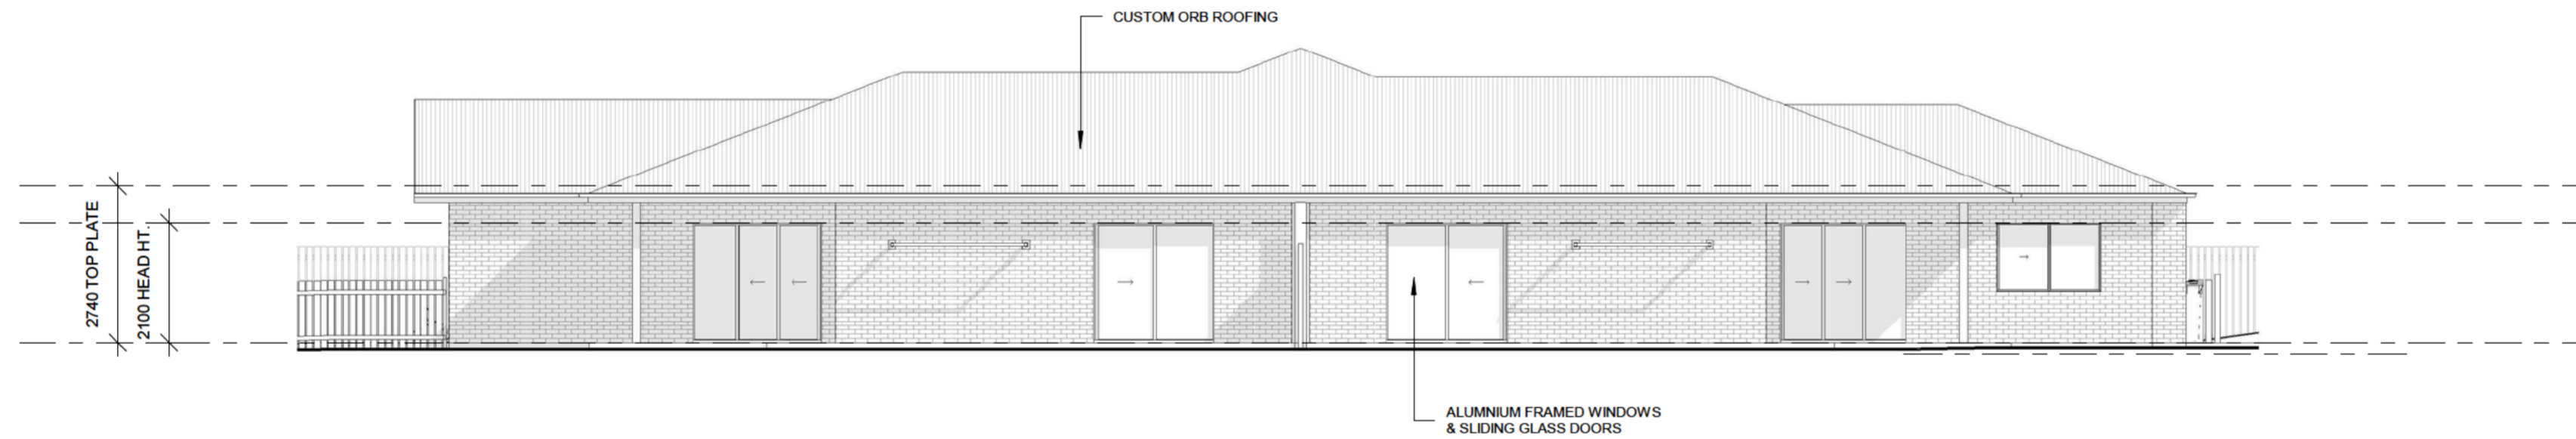 CUSTOM ORB ROOFING
2740 TOP PLATE
2100 HEAD HT.
ALUMNIUM FRAMED WINDOWS
& SLIDING GLASS DOORS